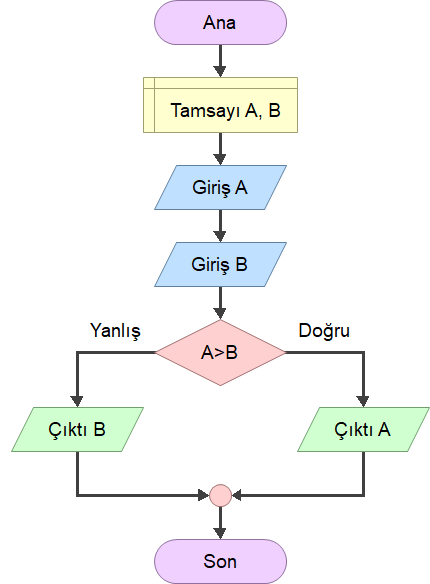 Ana
Tamsayı A, B
Giriş A
Giriş B
Yanlış
Doğru
A>B
Çıktı B
Çıktı A
Son